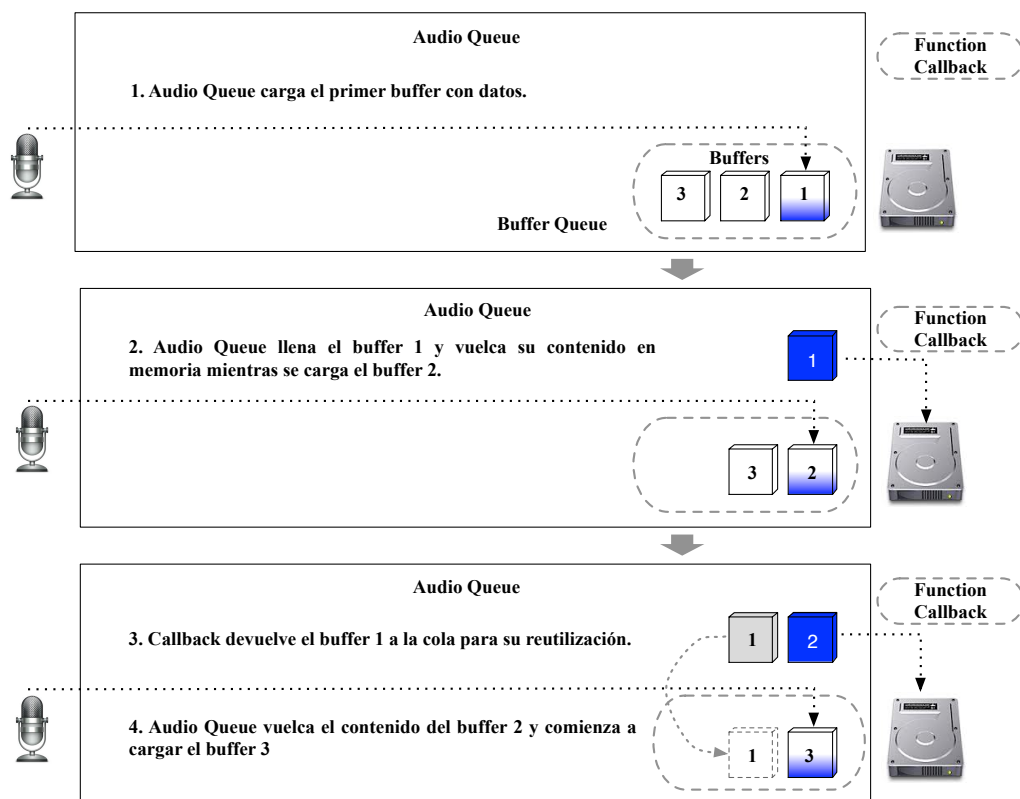 Audio Queue
Function
Callback
1. Audio Queue carga el primer buffer con datos.
Buffers
3 2 1
Buffer Queue
Audio Queue
Function
Callback
2. Audio Queue llena el buffer 1 y vuelca su contenido en
memoria mientras se carga el buffer 2.
1
3 2
Audio Queue
Function
Callback
3. Callback devuelve el buffer 1 a la cola para su reutilización.
1 2
4. Audio Queue vuelca el contenido del buffer 2 y comienza a
cargar el buffer 3
1 3